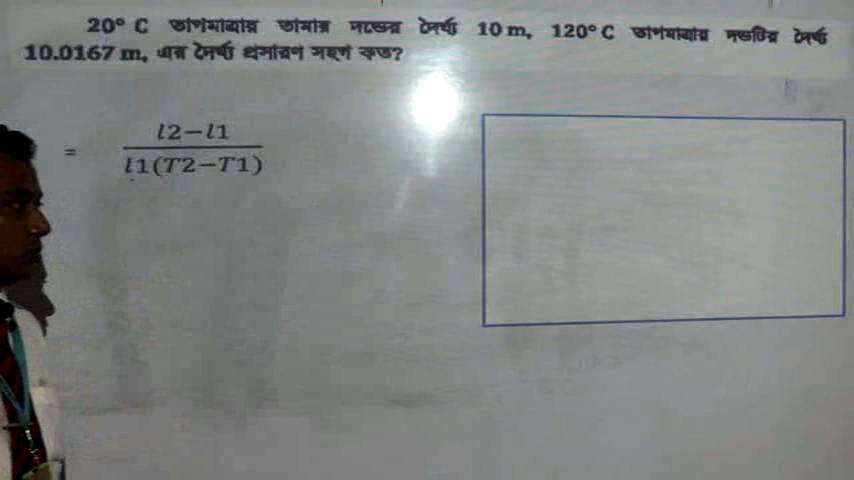 20° C তাপমাত্রায় তামার দন্ডের দৈর্ঘ্য 10 m, 120° C তাপমাত্রায় দন্ডটির দৈর্ঘ্য
10.0167 m, এর দৈর্ঘ্য প্রসারণ সহগ কত?
= l2−l1
l1(T2−T1)